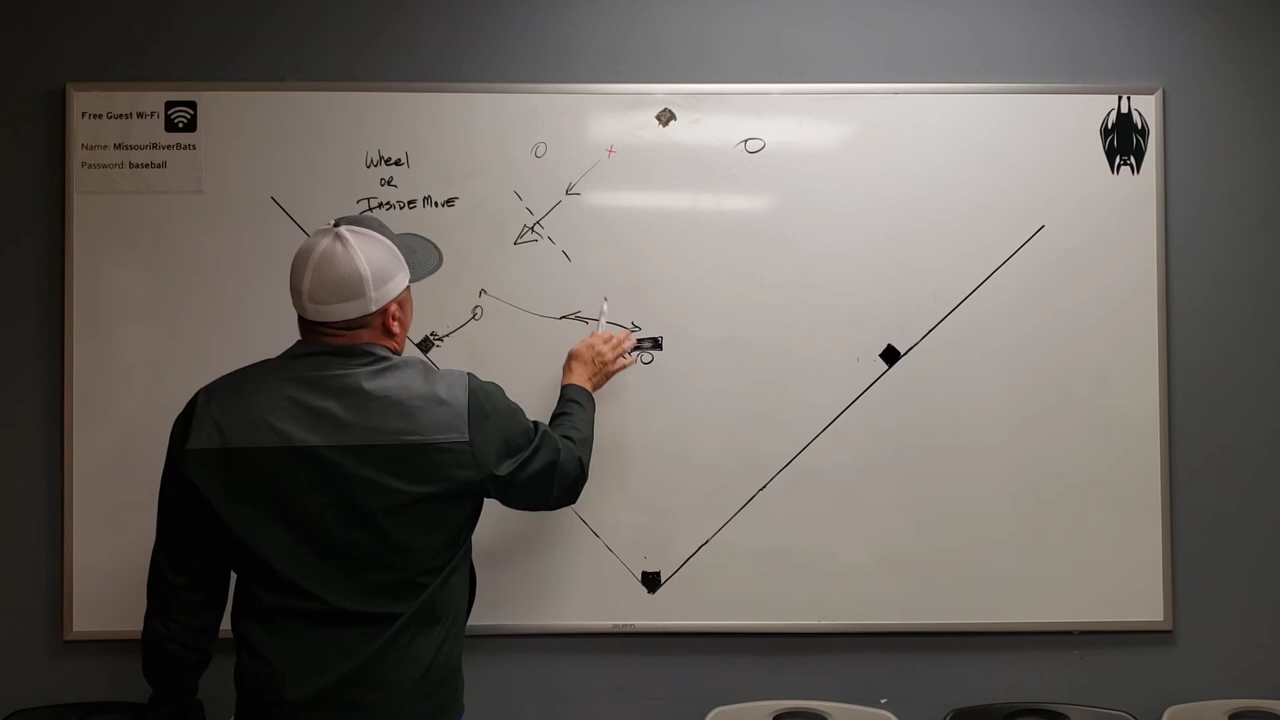 Free Guest Wi-Fi
Name: MissouriRiverBats
Password: baseball
Wheel
OR
INSIDE MOVE